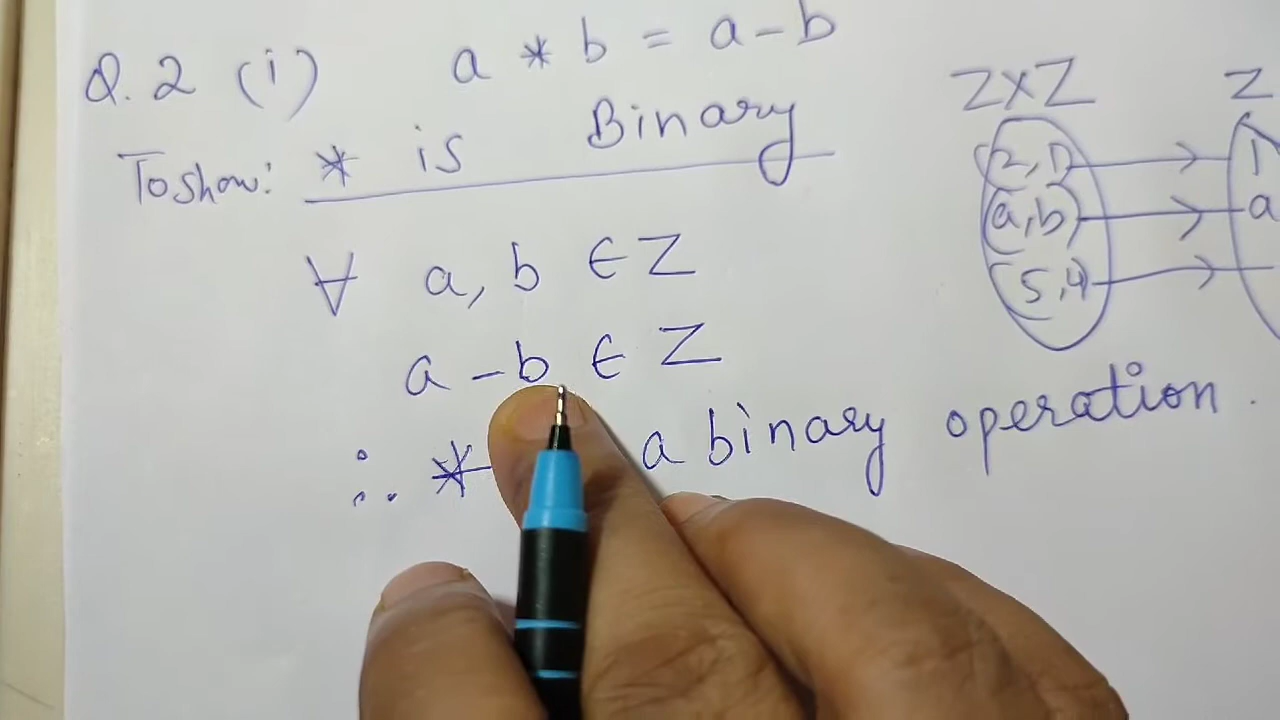 Q.2 (i) a * b = a - b
To show: * is Binary
∀ a, b ∈ Z
a - b ∈ Z
∴ * a binary operation.
Z×Z Z
(2,1) 1
(a,b) a
(5,4)